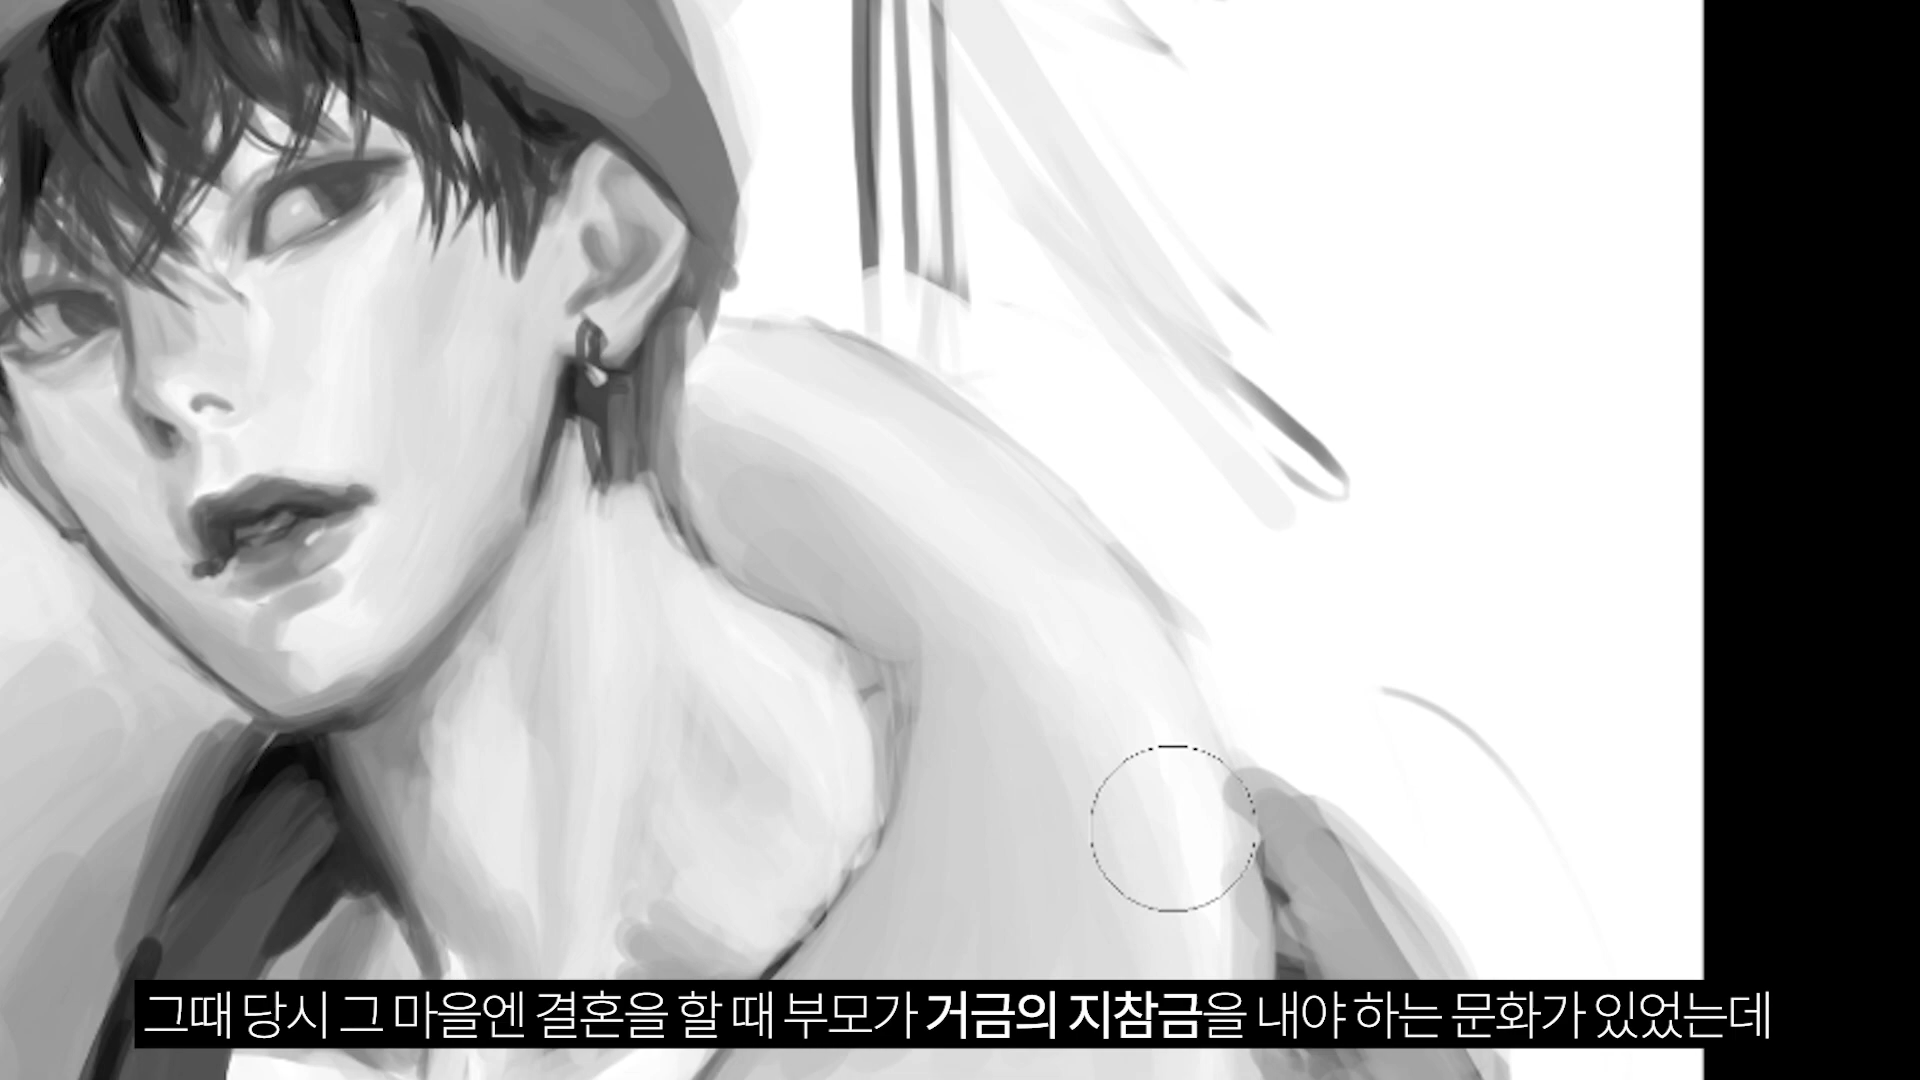 그때 당시 그 마을엔 결혼을 할 때 부모가 거금의 지참금을 내야 하는 문화가 있었는데